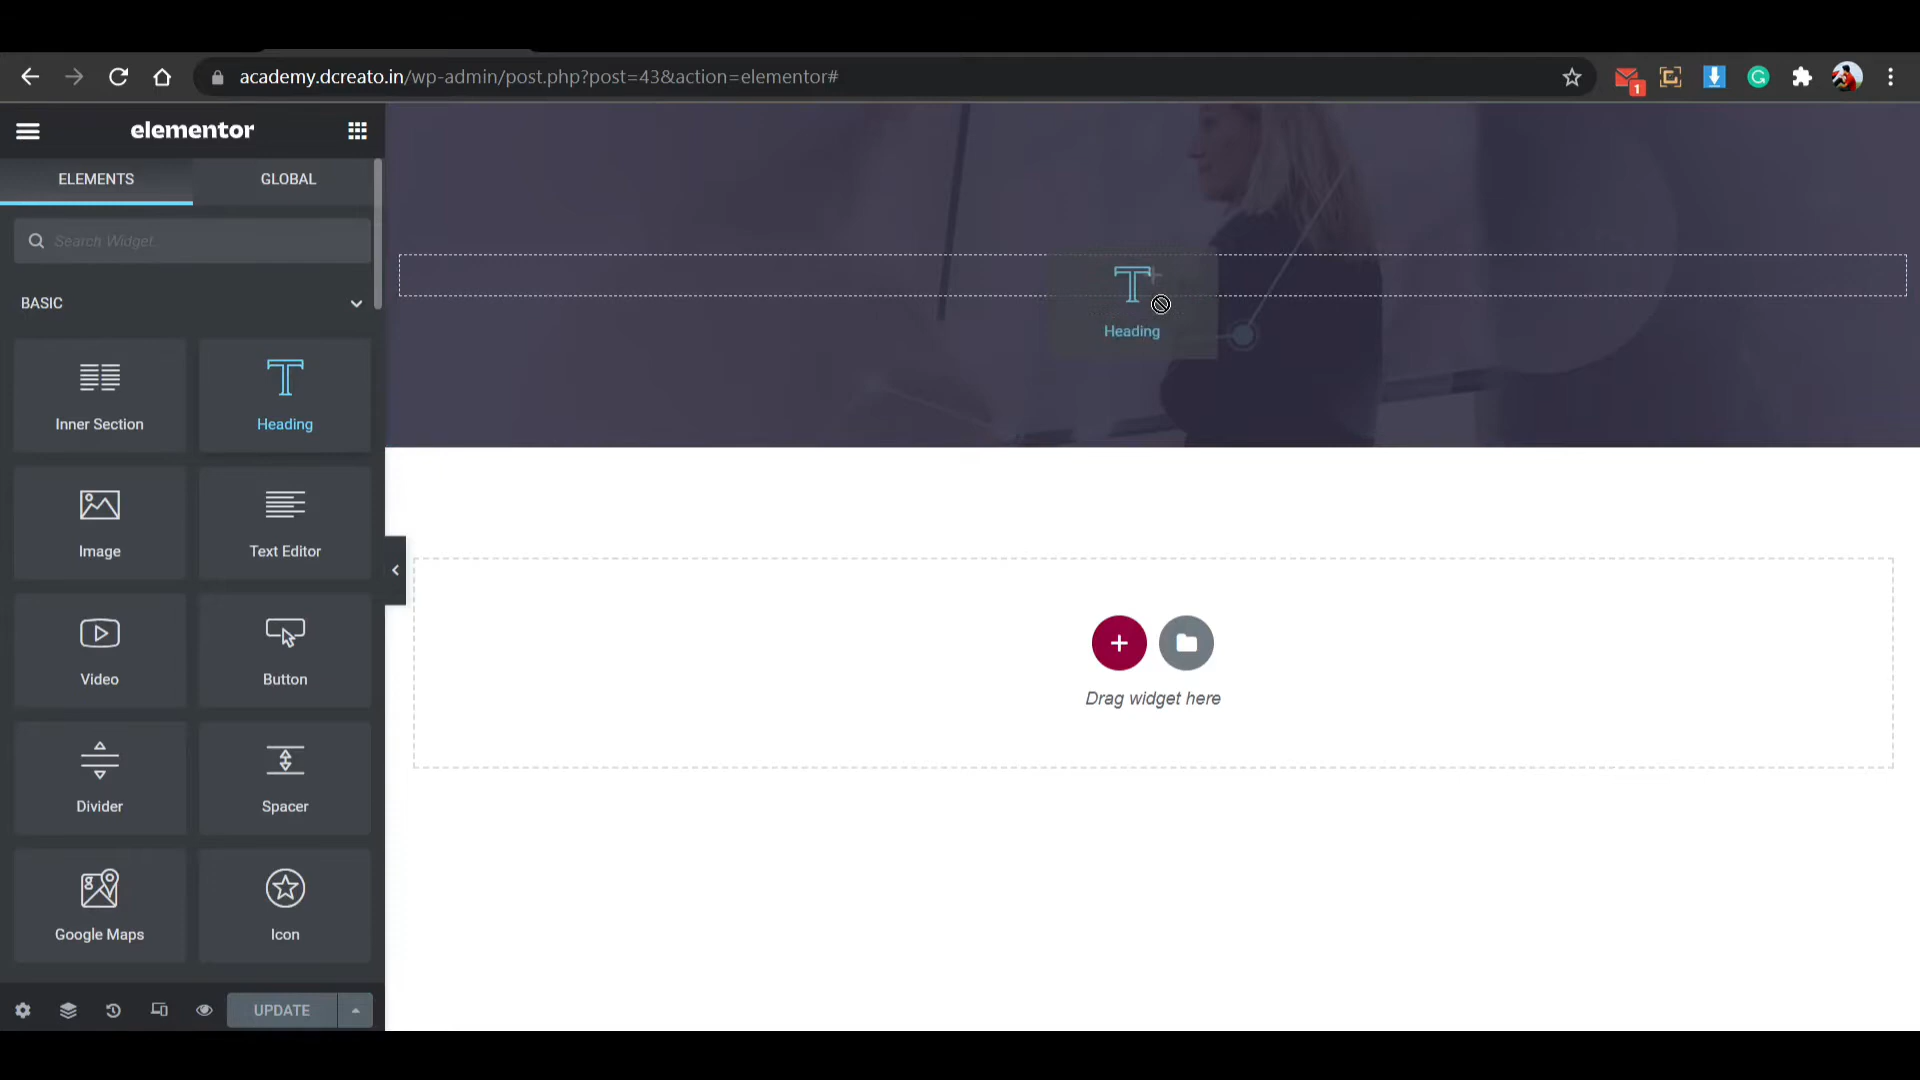 academy.dcreato.in/wp-admin/post.php?post=43&action=elementor#
1
elementor
ELEMENTS
GLOBAL
Search Widget...
BASIC
Heading
Inner Section
Heading
Image
Text Editor
Video
Button
Drag widget here
Divider
Spacer
Google Maps
Icon
UPDATE